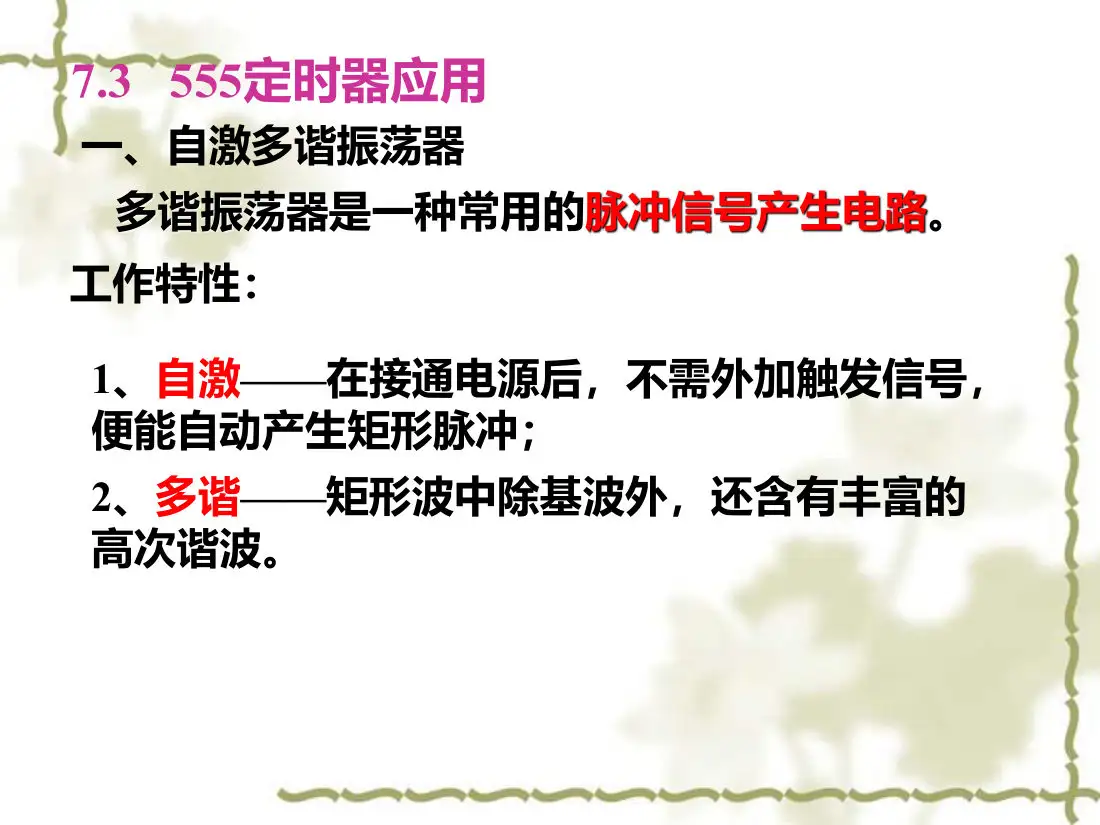 7.3 555定时器应用
一、自激多谐振荡器
多谐振荡器是一种常用的脉冲信号产生电路。
工作特性：
1、自激——在接通电源后，不需外加触发信号，
便能自动产生矩形脉冲；
2、多谐——矩形波中除基波外，还含有丰富的
高次谐波。